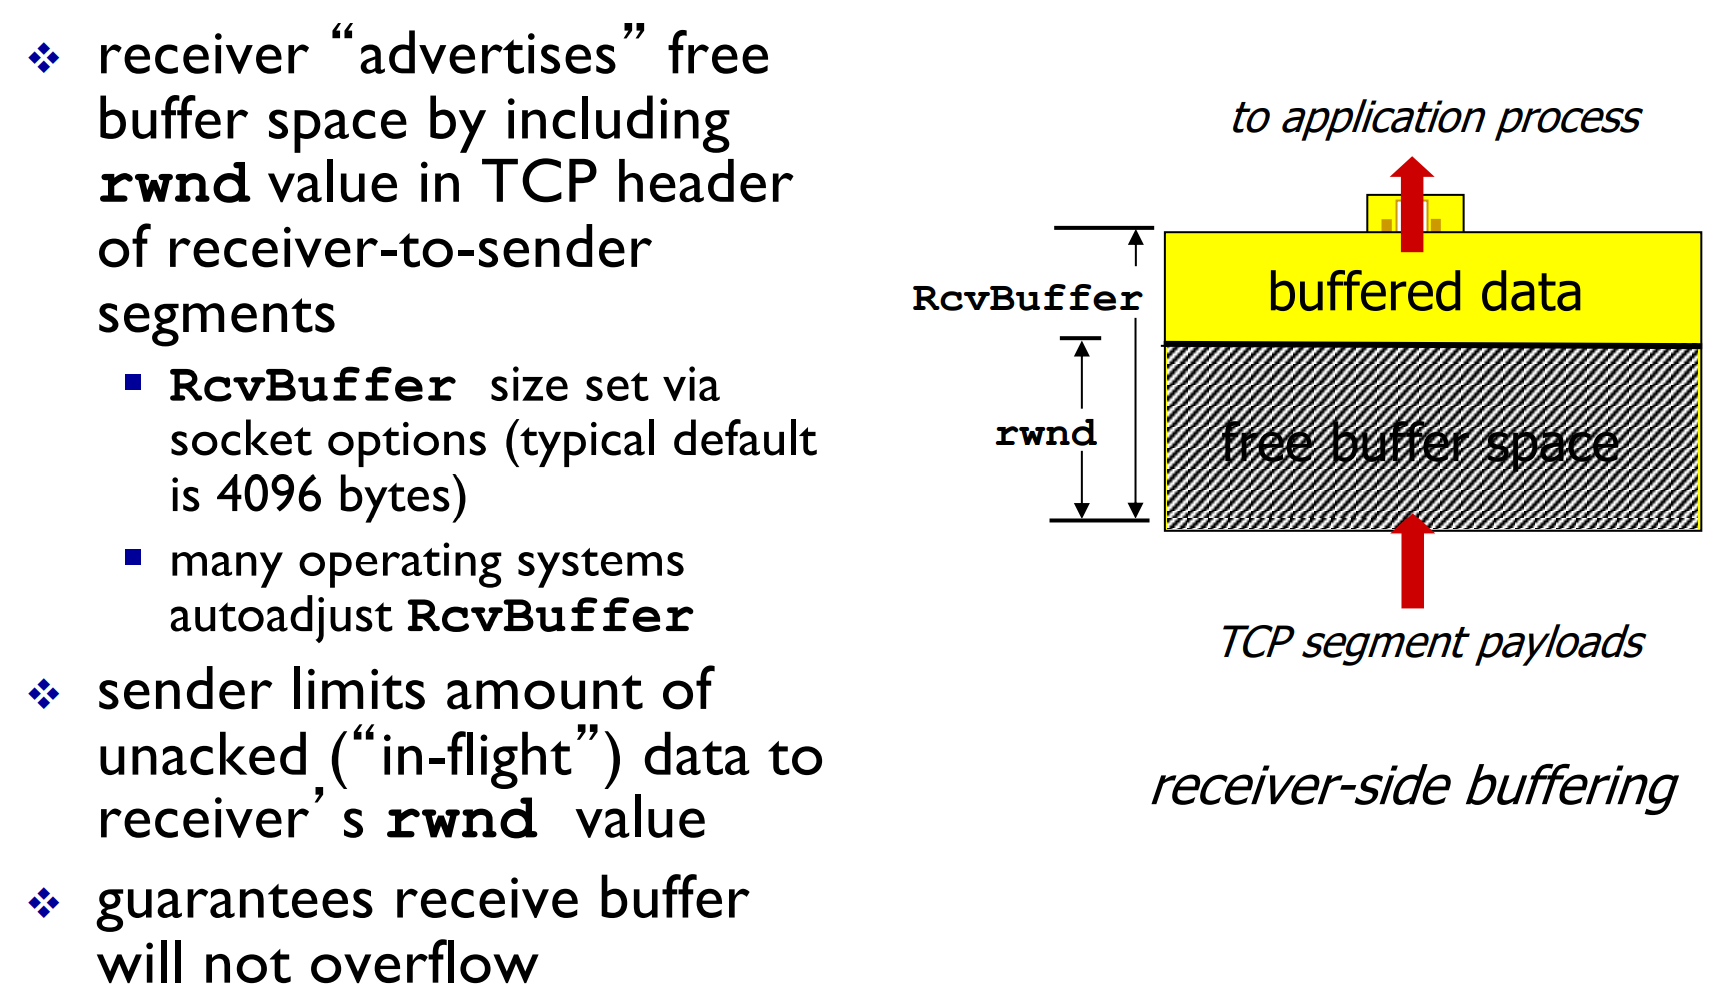 receiver “advertises” free
buffer space by including
rwnd value in TCP header
of receiver-to-sender
segments
RcvBuffer size set via
socket options (typical default
is 4096 bytes)
many operating systems
autoadjust RcvBuffer
sender limits amount of
unacked (“in-flight”) data to
receiver’s rwnd value
guarantees receive buffer
will not overflow
to application process
RcvBuffer
buffered data
rwnd
free buffer space
TCP segment payloads
receiver-side buffering